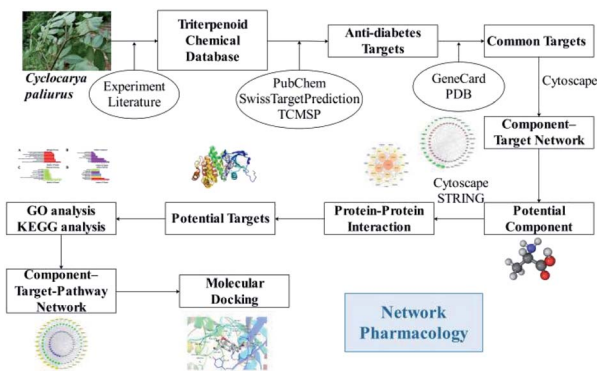 Triterpenoid
Chemical
Database
Anti-diabetes
Targets
Common Targets
Cyclocarya
paliurus
Experiment
Literature
PubChem
SwissTargetPrediction
TCMSP
GeneCard
PDB
Cytoscape
Component–
Target Network
Cytoscape
STRING
GO analysis
KEGG analysis
Potential Targets
Protein-Protein
Interaction
Potential
Component
Component–
Target-Pathway
Network
Molecular
Docking
Network
Pharmacology